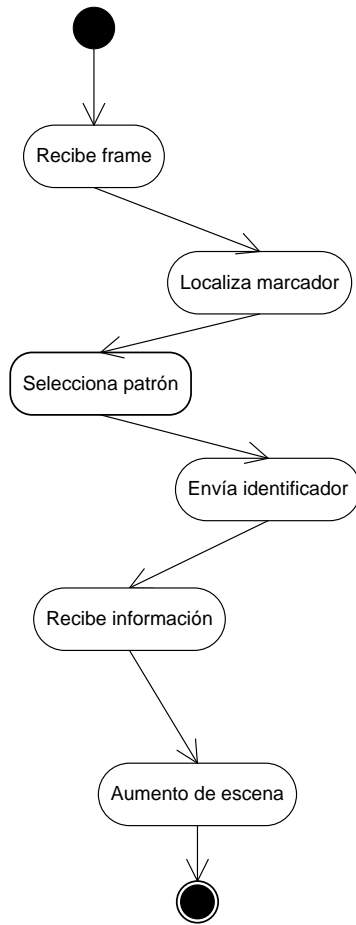 Recibe frame
Localiza marcador
Selecciona patrón
Envía identificador
Recibe información
Aumento de escena